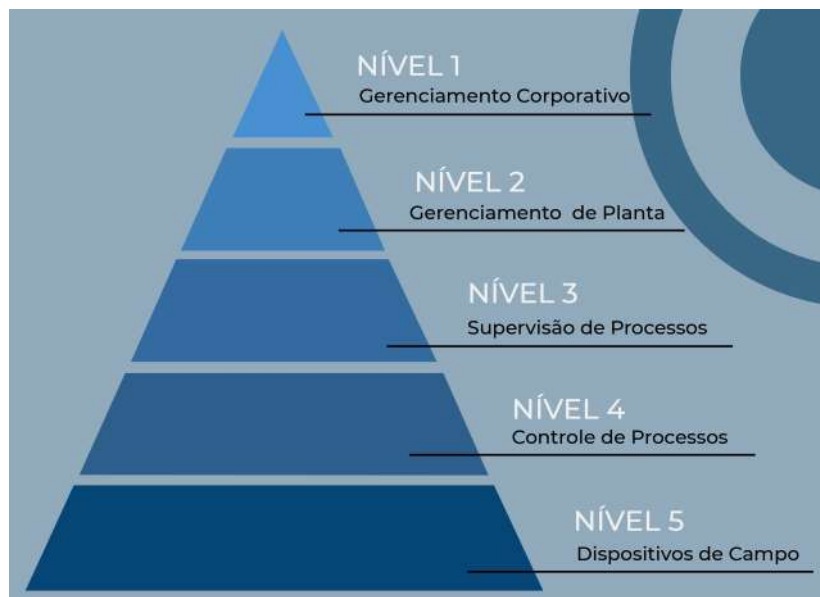 NÍVEL 1
Gerenciamento Corporativo
NÍVEL 2
Gerenciamento de Planta
NÍVEL 3
Supervisão de Processos
NÍVEL 4
Controle de Processos
NÍVEL 5
Dispositivos de Campo